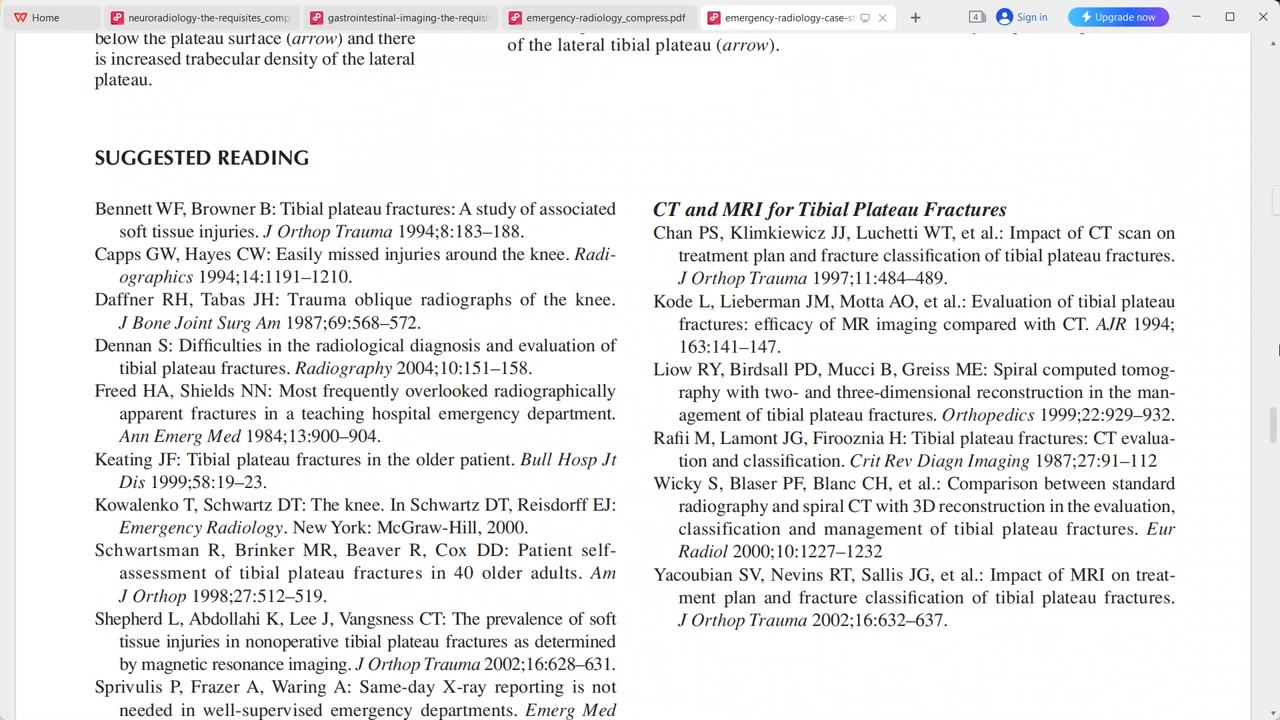 Home
neuroradiology-the-requisites_comp
gastrointestinal-imaging-the-requisit
emergency-radiology_compress.pdf
emergency-radiology-case-st
4
Sign in
Upgrade now
below the plateau surface (arrow) and there
is increased trabecular density of the lateral
plateau.
of the lateral tibial plateau (arrow).
SUGGESTED READING
Bennett WF, Browner B: Tibial plateau fractures: A study of associated
soft tissue injuries. J Orthop Trauma 1994;8:183–188.
Capps GW, Hayes CW: Easily missed injuries around the knee. Radi-
ographics 1994;14:1191–1210.
Daffner RH, Tabas JH: Trauma oblique radiographs of the knee.
J Bone Joint Surg Am 1987;69:568–572.
Dennan S: Difficulties in the radiological diagnosis and evaluation of
tibial plateau fractures. Radiography 2004;10:151–158.
Freed HA, Shields NN: Most frequently overlooked radiographically
apparent fractures in a teaching hospital emergency department.
Ann Emerg Med 1984;13:900–904.
Keating JF: Tibial plateau fractures in the older patient. Bull Hosp Jt
Dis 1999;58:19–23.
Kowalenko T, Schwartz DT: The knee. In Schwartz DT, Reisdorff EJ:
Emergency Radiology. New York: McGraw-Hill, 2000.
Schwartsman R, Brinker MR, Beaver R, Cox DD: Patient self-
assessment of tibial plateau fractures in 40 older adults. Am
J Orthop 1998;27:512–519.
Shepherd L, Abdollahi K, Lee J, Vangsness CT: The prevalence of soft
tissue injuries in nonoperative tibial plateau fractures as determined
by magnetic resonance imaging. J Orthop Trauma 2002;16:628–631.
Sprivulis P, Frazer A, Waring A: Same-day X-ray reporting is not
needed in well-supervised emergency departments. Emerg Med
CT and MRI for Tibial Plateau Fractures
Chan PS, Klimkiewicz JJ, Luchetti WT, et al.: Impact of CT scan on
treatment plan and fracture classification of tibial plateau fractures.
J Orthop Trauma 1997;11:484–489.
Kode L, Lieberman JM, Motta AO, et al.: Evaluation of tibial plateau
fractures: efficacy of MR imaging compared with CT. AJR 1994;
163:141–147.
Liow RY, Birdsall PD, Mucci B, Greiss ME: Spiral computed tomog-
raphy with two- and three-dimensional reconstruction in the man-
agement of tibial plateau fractures. Orthopedics 1999;22:929–932.
Rafii M, Lamont JG, Firooznia H: Tibial plateau fractures: CT evalua-
tion and classification. Crit Rev Diagn Imaging 1987;27:91–112
Wicky S, Blaser PF, Blanc CH, et al.: Comparison between standard
radiography and spiral CT with 3D reconstruction in the evaluation,
classification and management of tibial plateau fractures. Eur
Radiol 2000;10:1227–1232
Yacoubian SV, Nevins RT, Sallis JG, et al.: Impact of MRI on treat-
ment plan and fracture classification of tibial plateau fractures.
J Orthop Trauma 2002;16:632–637.